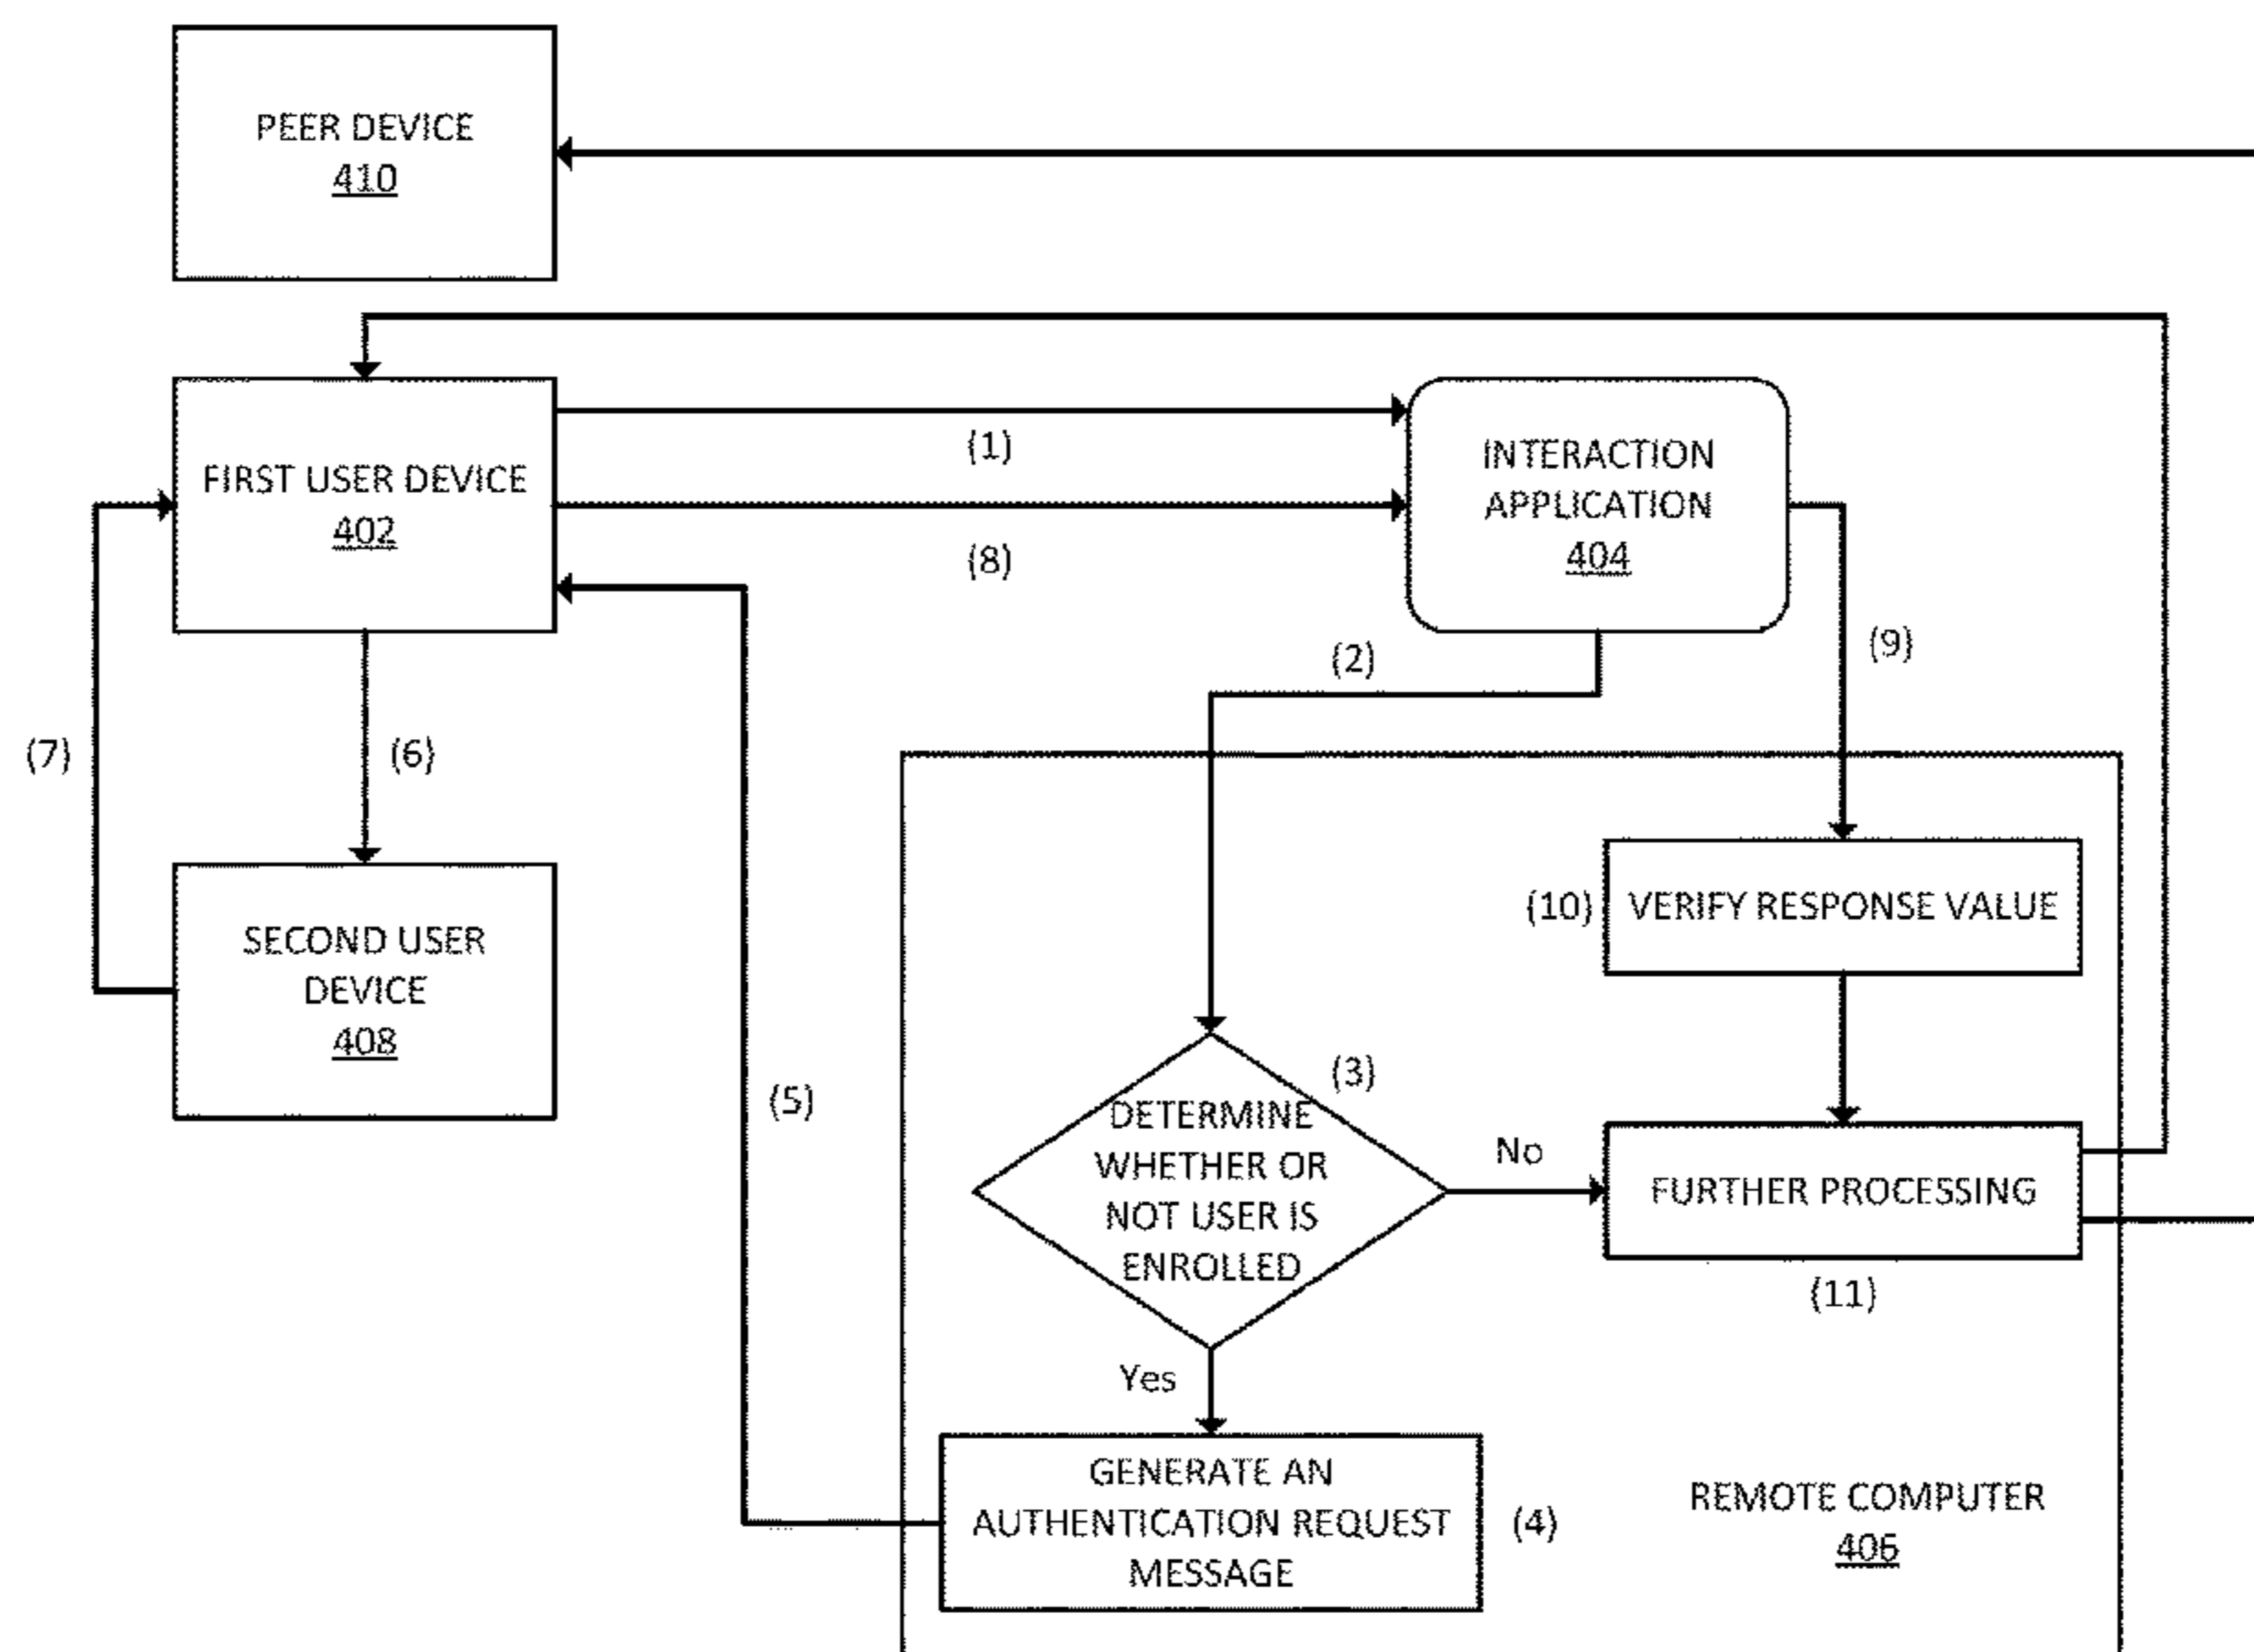 PEER DEVICE
410
FIRST USER DEVICE
402
(1)
(8)
INTERACTION
APPLICATION
404
(2)
(9)
(7)
(6)
SECOND USER
DEVICE
408
(5)
(10)
VERIFY RESPONSE VALUE
(3)
DETERMINE
WHETHER OR
NOT USER IS
ENROLLED
No
FURTHER PROCESSING
(11)
Yes
GENERATE AN
AUTHENTICATION REQUEST
MESSAGE
(4)
REMOTE COMPUTER
406